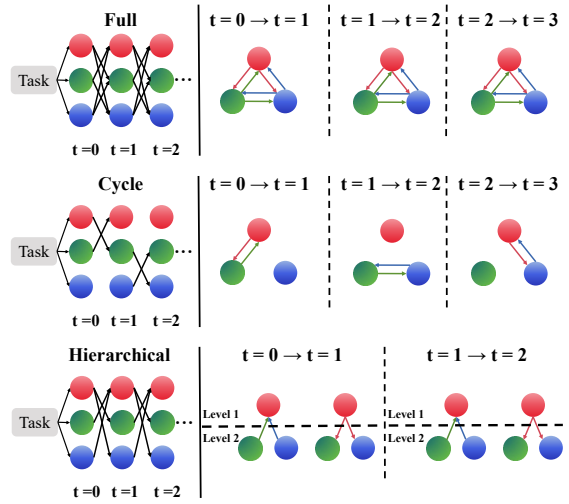 Full
t = 0 → t = 1
t = 1 → t = 2
t = 2 → t = 3
Task
...
t =0 t =1 t =2
Cycle
t = 0 → t = 1
t = 1 → t = 2
t = 2 → t = 3
Task
...
t =0 t =1 t =2
Hierarchical
t = 0 → t = 1
t = 1 → t = 2
Task
...
Level 1
Level 2
Level 1
Level 2
t =0 t =1 t =2